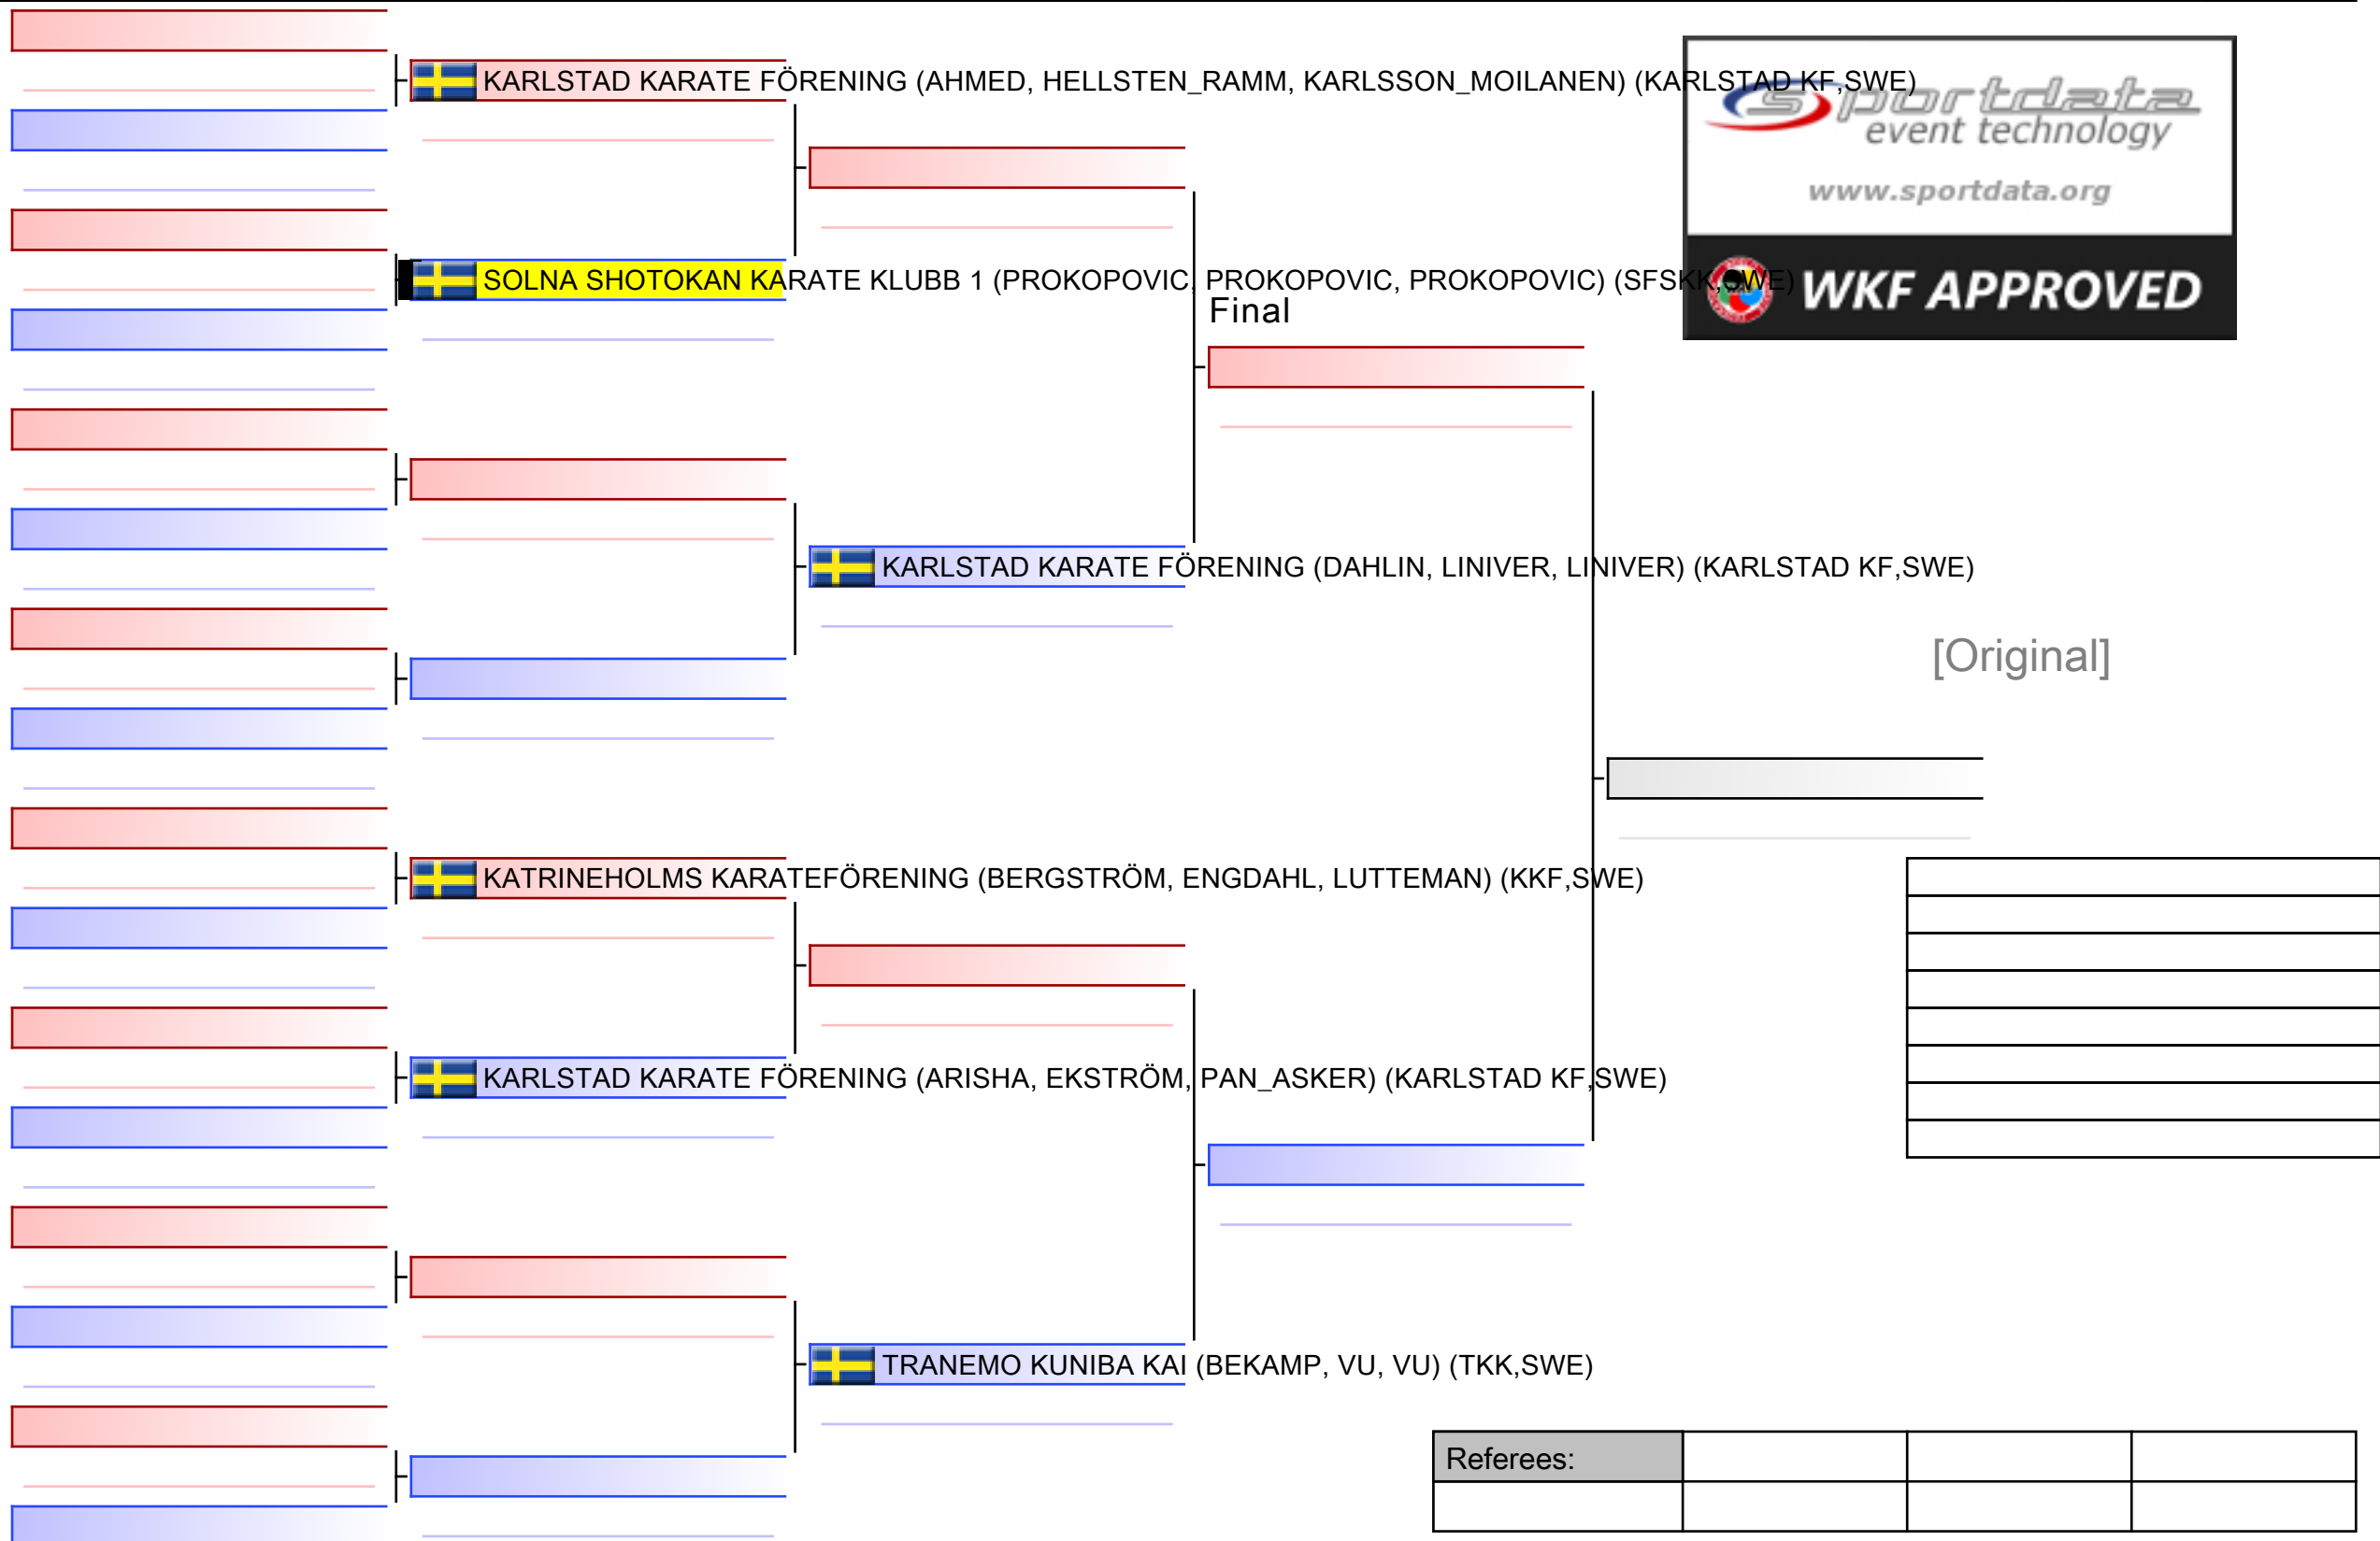 KARLSTAD KARATE FÖRENING (AHMED, HELLSTEN_RAMM, KARLSSON_MOILANEN) (KARLSTAD KF,SWE)
sportdata
event technology
www.sportdata.org
SOLNA SHOTOKAN KARATE KLUBB 1 (PROKOPOVIC, PROKOPOVIC, PROKOPOVIC) (SFSKK,SWE)
WKF APPROVED
Final
KARLSTAD KARATE FÖRENING (DAHLIN, LINIVER, LINIVER) (KARLSTAD KF,SWE)
[Original]
KATRINEHOLMS KARATEFÖRENING (BERGSTRÖM, ENGDAHL, LUTTEMAN) (KKF,SWE)
KARLSTAD KARATE FÖRENING (ARISHA, EKSTRÖM, PAN_ASKER) (KARLSTAD KF,SWE)
TRANEMO KUNIBA KAI (BEKAMP, VU, VU) (TKK,SWE)
Referees: